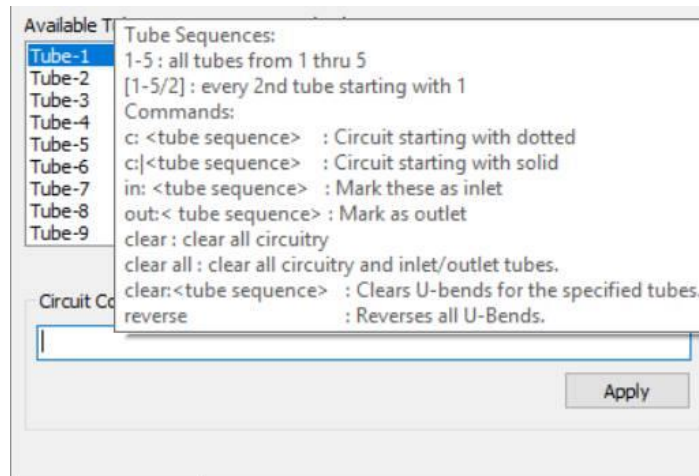 Available T
Tube-1
Tube-2
Tube-3
Tube-4
Tube-5
Tube-6
Tube-7
Tube-8
Tube-9
Tube Sequences:
1-5 : all tubes from 1 thru 5
[1-5/2] : every 2nd tube starting with 1
Commands:
c: <tube sequence> : Circuit starting with dotted
c:|<tube sequence> : Circuit starting with solid
in: <tube sequence> : Mark these as inlet
out:< tube sequence> : Mark as outlet
clear : clear all circuitry
clear all : clear all circuitry and inlet/outlet tubes.
clear:<tube sequence> : Clears U-bends for the specified tubes.
reverse : Reverses all U-Bends.
Circuit Co
Apply